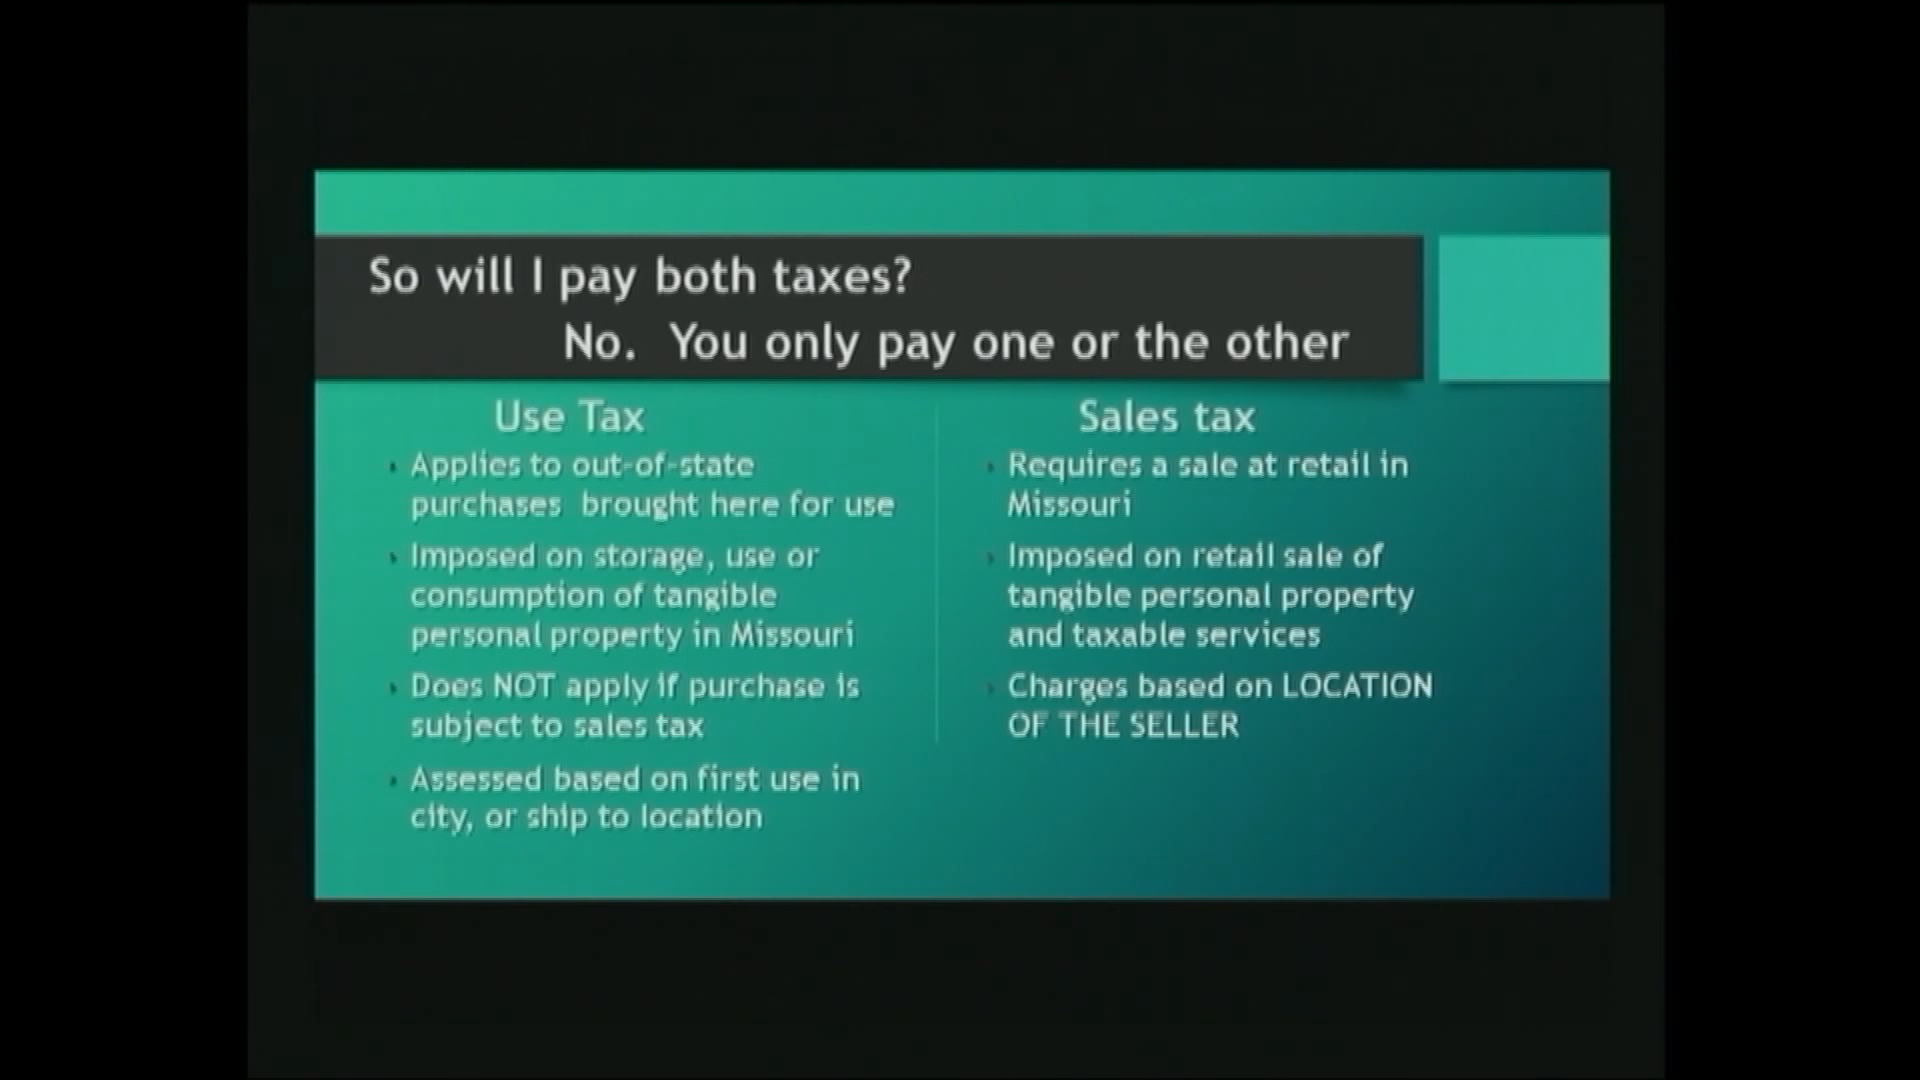 So will I pay both taxes?
No. You only pay one or the other
Use Tax
Applies to out-of-state
purchases brought here for use
Imposed on storage, use or
consumption of tangible
personal property in Missouri
Does NOT apply if purchase is
subject to sales tax
Assessed based on first use in
city, or ship to location
Sales tax
Requires a sale at retail in
Missouri
Imposed on retail sale of
tangible personal property
and taxable services
Charges based on LOCATION
OF THE SELLER